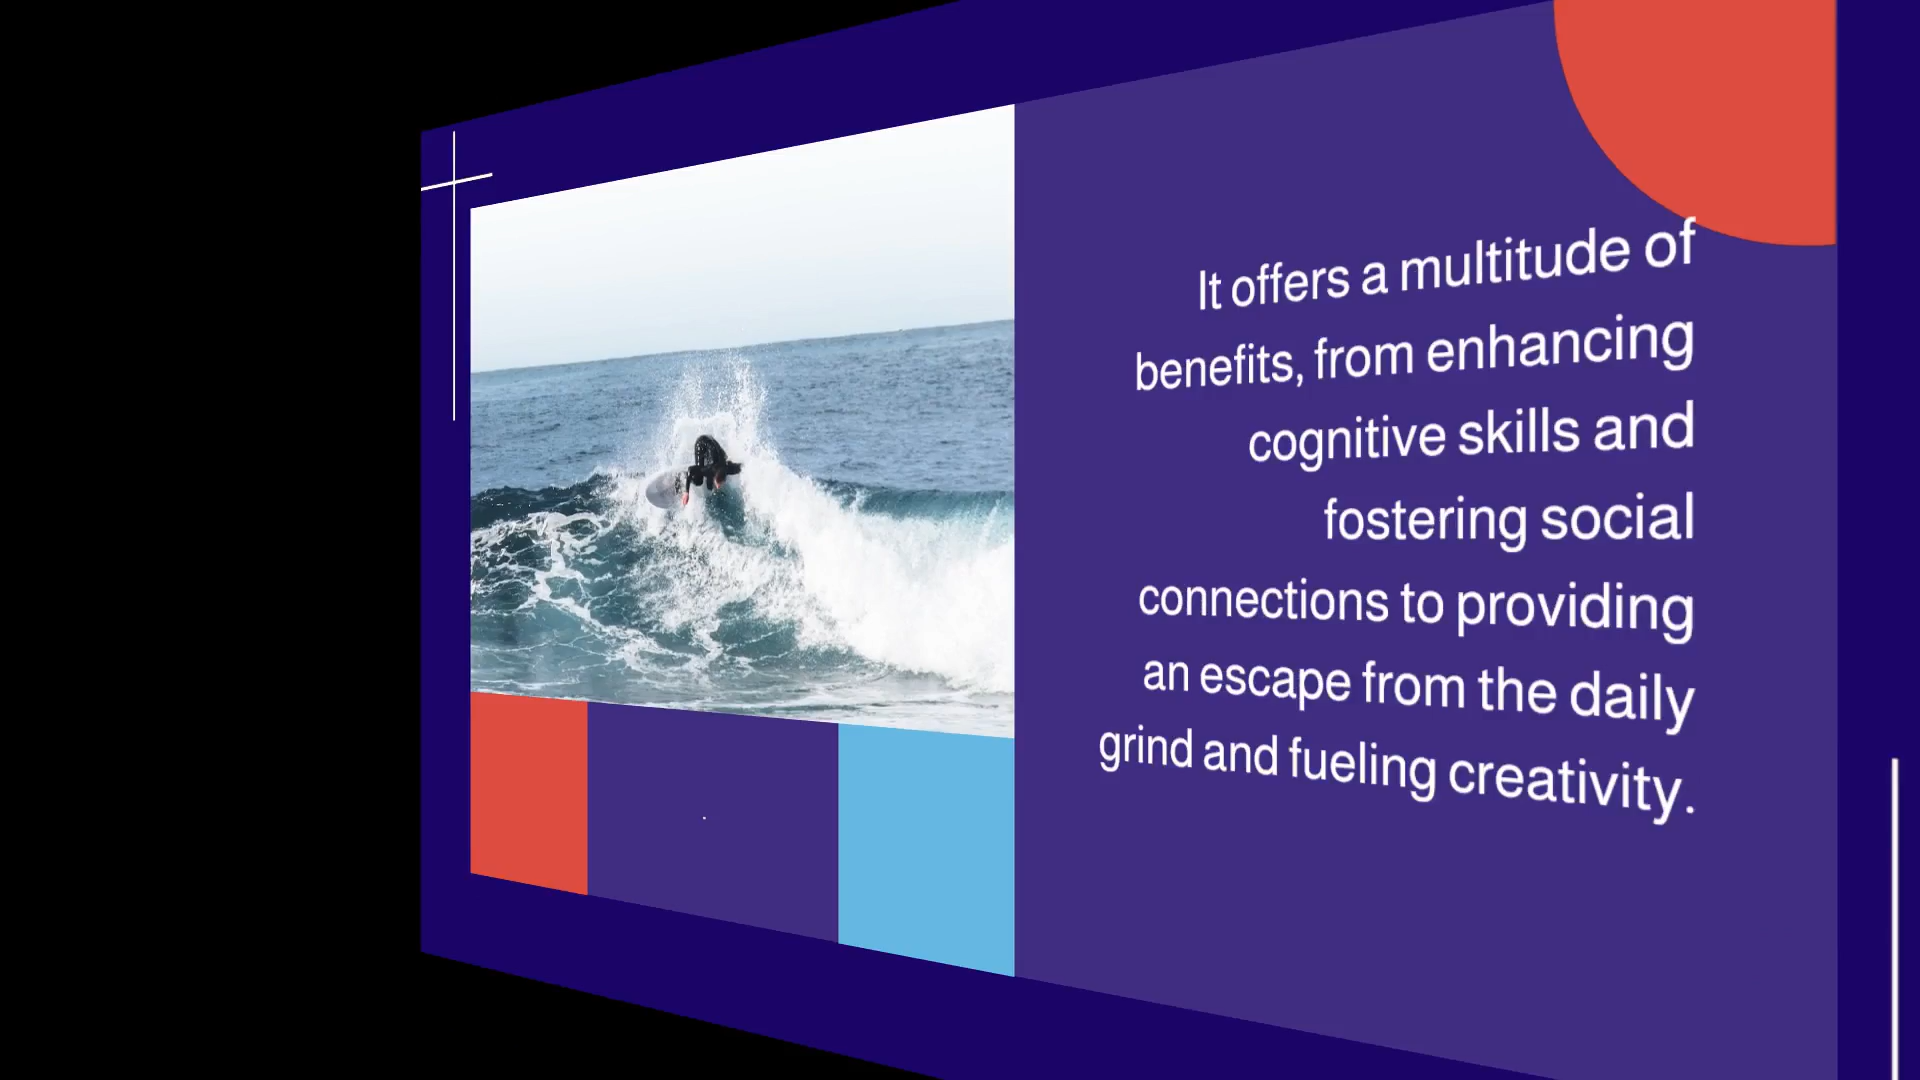 It offers a multitude of
benefits, from enhancing
cognitive skills and
fostering social
connections to providing
an escape from the daily
grind and fueling creativity.